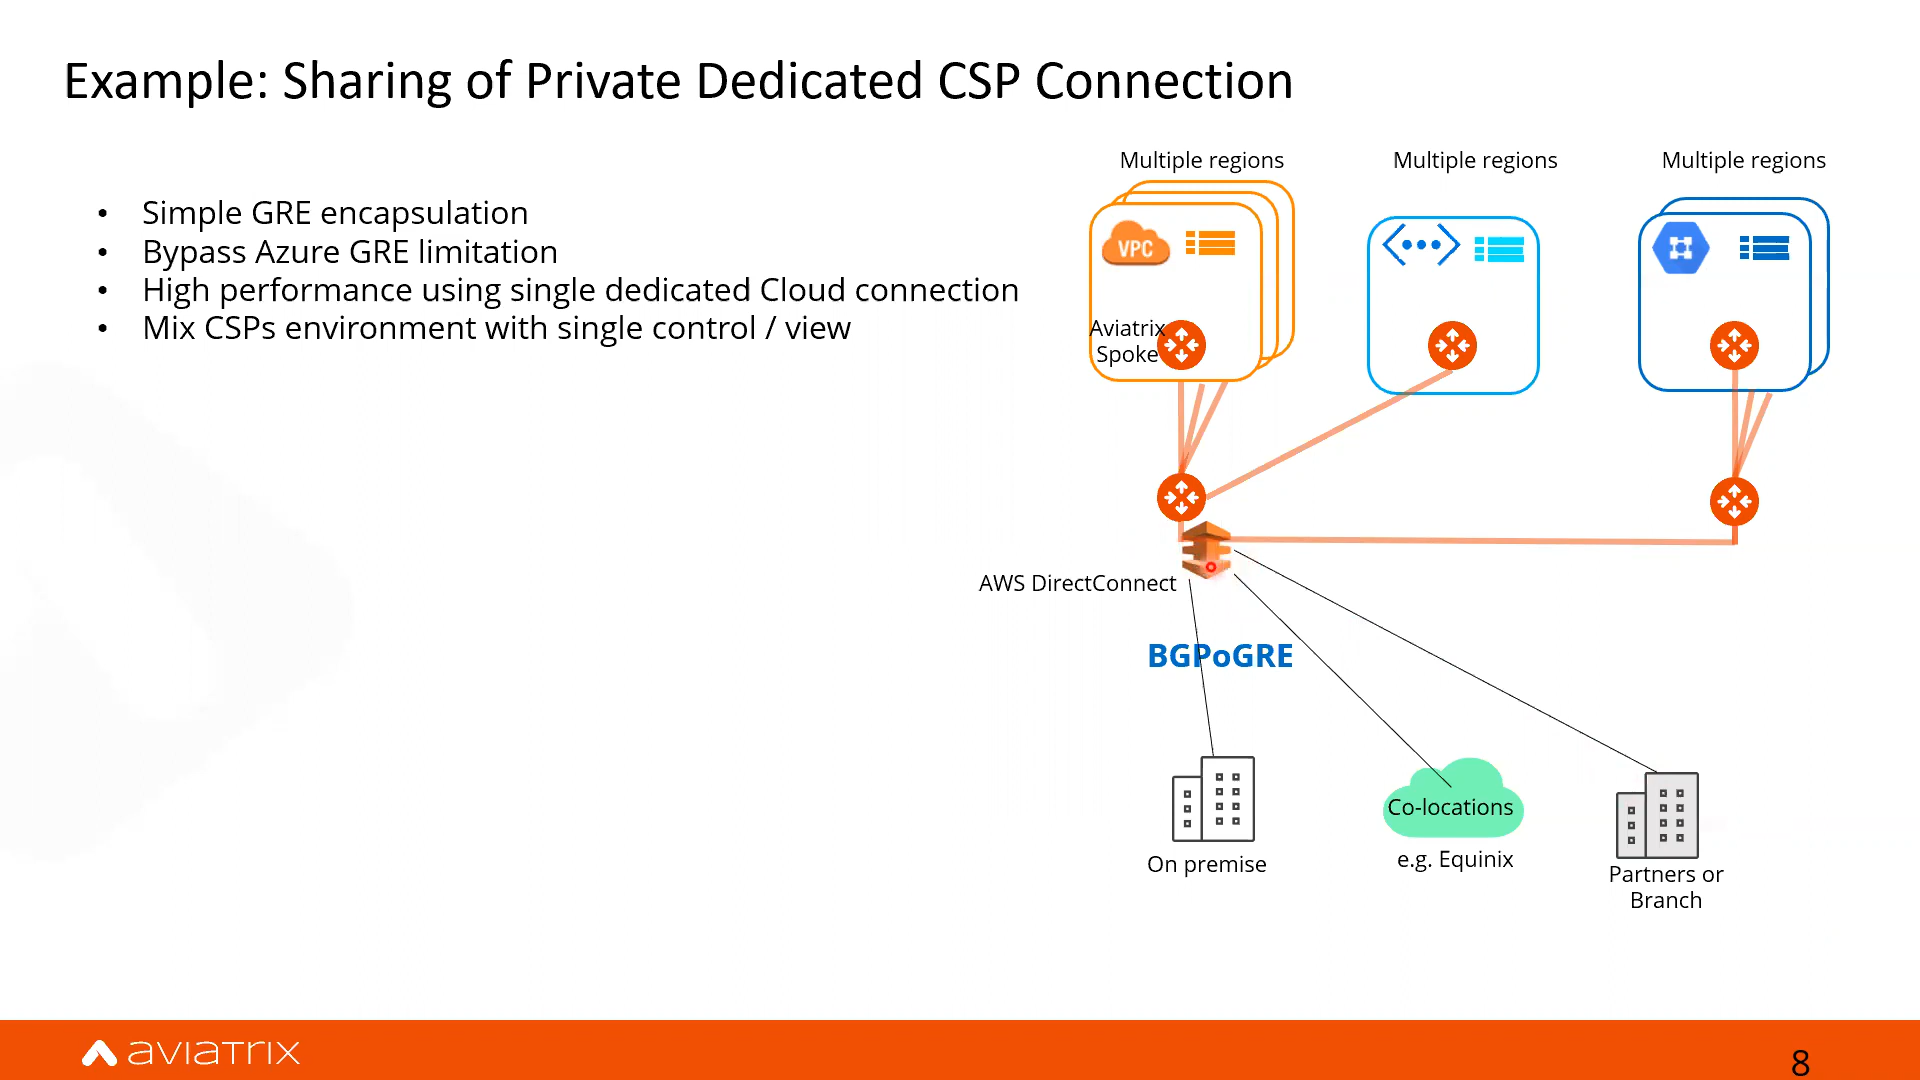 Example: Sharing of Private Dedicated CSP Connection
• Simple GRE encapsulation
• Bypass Azure GRE limitation
• High performance using single dedicated Cloud connection
• Mix CSPs environment with single control / view
Multiple regions
Multiple regions
Multiple regions
VPC
Aviatrix
Spoke
AWS DirectConnect
BGPoGRE
Co-locations
On premise
e.g. Equinix
Partners or
Branch
aviatrix
8